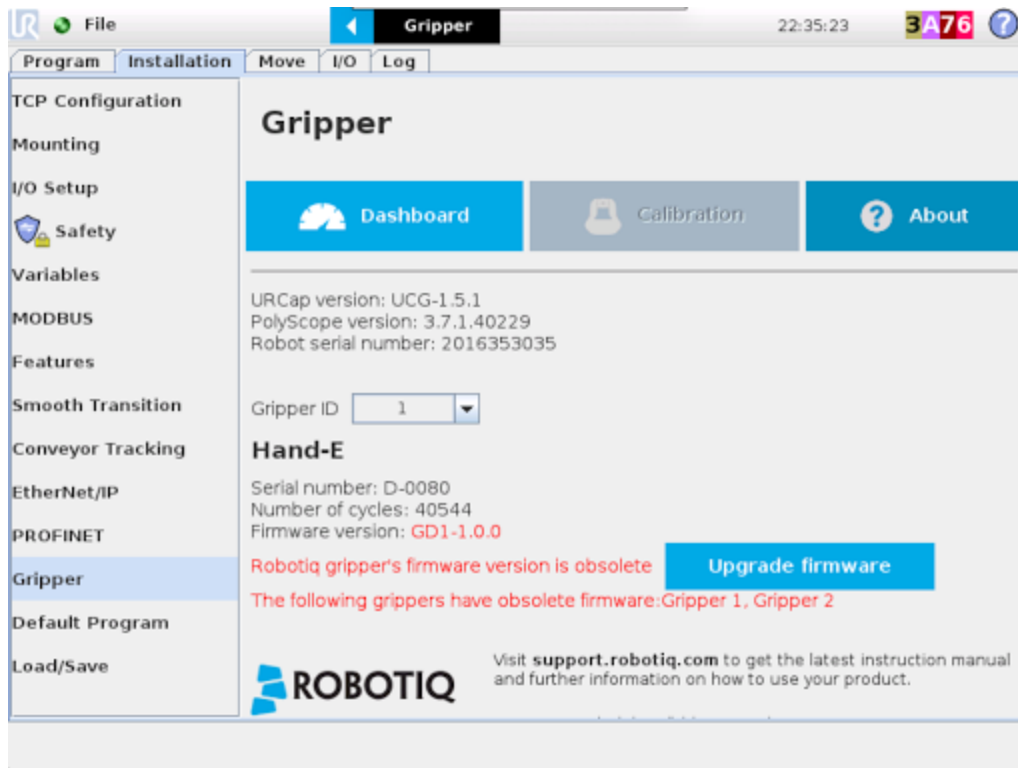 File
Gripper
22:35:23
3A76
?
Program Installation Move I/O Log
TCP Configuration
Mounting
I/O Setup
Safety
Variables
MODBUS
Features
Smooth Transition
Conveyor Tracking
EtherNet/IP
PROFINET
Gripper
Default Program
Load/Save
Gripper
Dashboard
Calibration
? About
URCap version: UCG-1.5.1
PolyScope version: 3.7.1.40229
Robot serial number: 2016353035
Gripper ID 1
Hand-E
Serial number: D-0080
Number of cycles: 40544
Firmware version: GD1-1.0.0
Robotiq gripper's firmware version is obsolete
Upgrade firmware
The following grippers have obsolete firmware:Gripper 1, Gripper 2
ROBOTIQ
Visit support.robotiq.com to get the latest instruction manual
and further information on how to use your product.